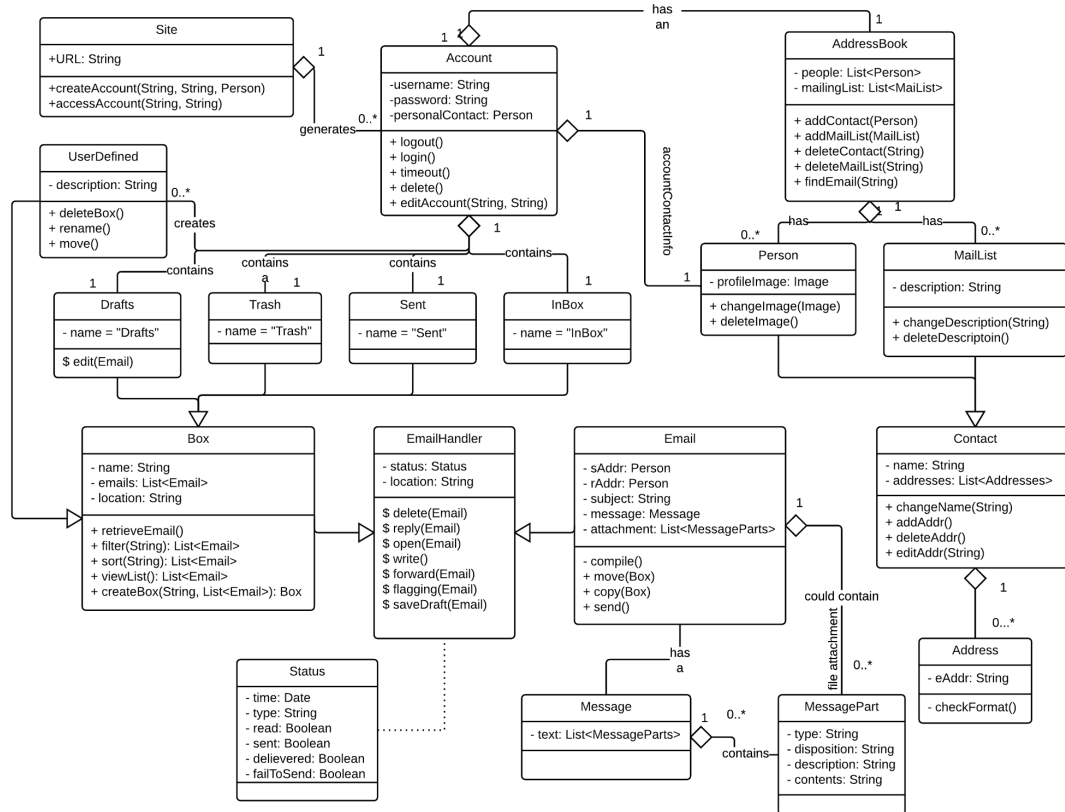 has
an
1
1
1
Site
+URL: String
+createAccount(String, String, Person)
+accessAccount(String, String)
1
generates
0..*
Account
-username: String
-password: String
-personalContact: Person
+ logout()
+ login()
+ timeout()
+ delete()
+ editAccount(String, String)
1
accountContactInfo
1
AddressBook
- people: List<Person>
- mailingList: List<MaiList>
+ addContact(Person)
+ addMailList(MailList)
+ deleteContact(String)
+ deleteMailList(String)
+ findEmail(String)
1
1
has
has
0..*
0..*
UserDefined
- description: String
+ deleteBox()
+ rename()
+ move()
0..*
creates
1
contains
contains
a
contains
contains
1
1
1
1
Drafts
- name = "Drafts"
$ edit(Email)
Trash
- name = "Trash"
Sent
- name = "Sent"
InBox
- name = "InBox"
Person
- profileImage: Image
+ changeImage(Image)
+ deleteImage()
MailList
- description: String
+ changeDescription(String)
+ deleteDescriptoin()
Box
- name: String
- emails: List<Email>
- location: String
+ retrieveEmail()
+ filter(String): List<Email>
+ sort(String): List<Email>
+ viewList(): List<Email>
+ createBox(String, List<Email>): Box
EmailHandler
- status: Status
- location: String
$ delete(Email)
$ reply(Email)
$ open(Email)
$ write()
$ forward(Email)
$ flagging(Email)
$ saveDraft(Email)
Email
- sAddr: Person
- rAddr: Person
- subject: String
- message: Message
- attachment: List<MessageParts>
- compile()
+ move(Box)
+ copy(Box)
+ send()
1
could contain
file attachment
0..*
Contact
- name: String
- addresses: List<Addresses>
+ changeName(String)
+ addAddr()
+ deleteAddr()
+ editAddr(String)
1
0...*
Address
- eAddr: String
- checkFormat()
has
a
Status
- time: Date
- type: String
- read: Boolean
- sent: Boolean
- delievered: Boolean
- failToSend: Boolean
Message
- text: List<MessageParts>
1
0..*
contains
MessagePart
- type: String
- disposition: String
- description: String
- contents: String